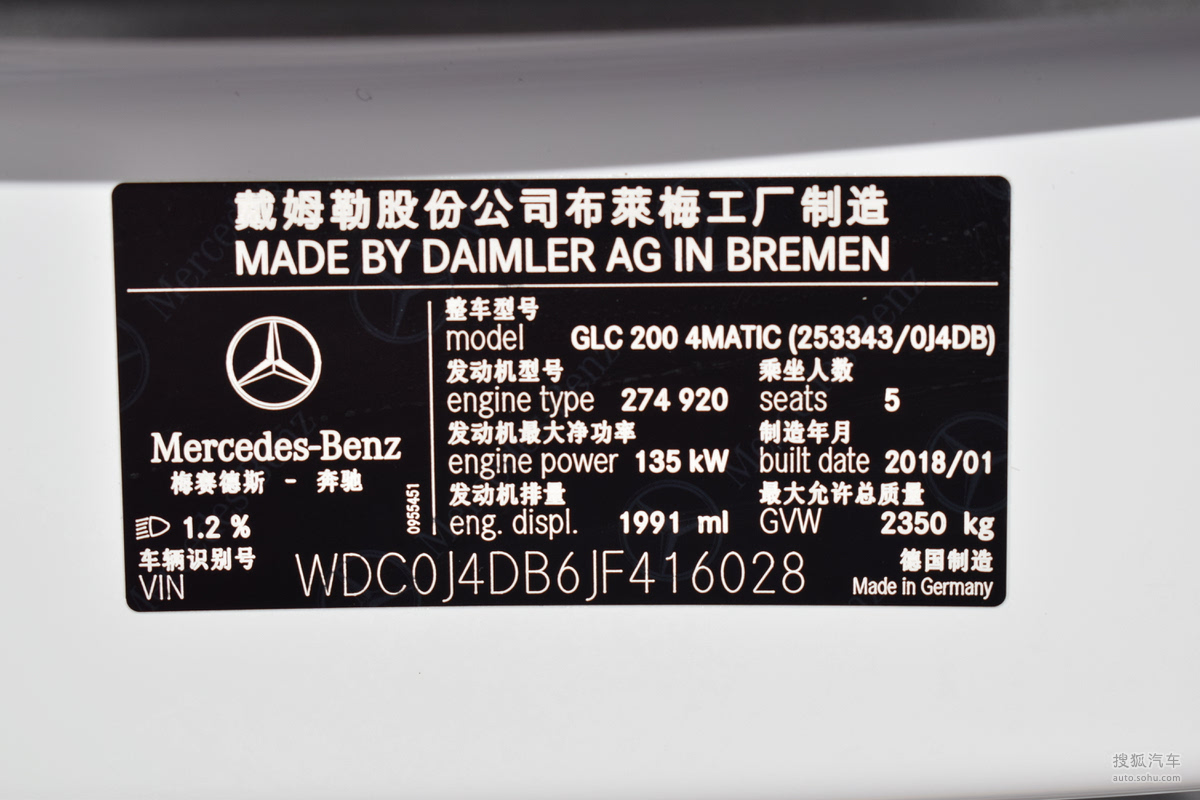 戴姆勒股份公司布萊梅工厂制造
MADE BY DAIMLER AG IN BREMEN
整车型号
model GLC 200 4MATIC (253343/0J4DB)
发动机型号 乘坐人数
engine type 274 920 seats 5
发动机最大净功率 制造年月
engine power 135 kW built date 2018/01
发动机排量 最大允许总质量
eng. displ. 1991 ml GVW 2350 kg
Mercedes-Benz
梅赛德斯 - 奔驰
0955451
1.2 %
车辆识别号 德国制造
VIN WDC0J4DB6JF416028 Made in Germany
搜狐汽车
auto.sohu.com